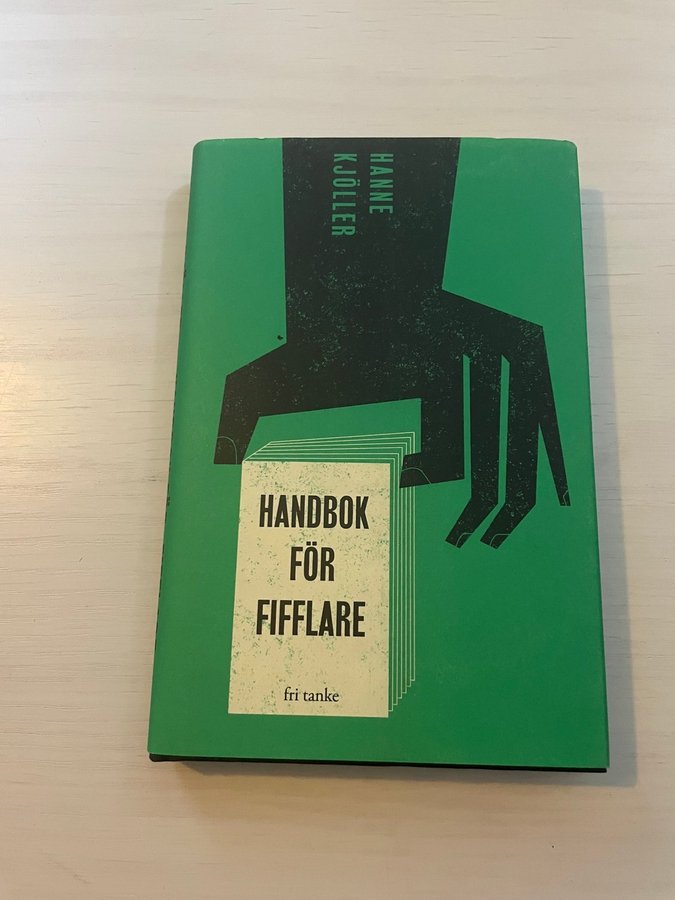 HANNE
KJÖLLER
HANDBOK
FÖR
FIFFLARE
fri tanke